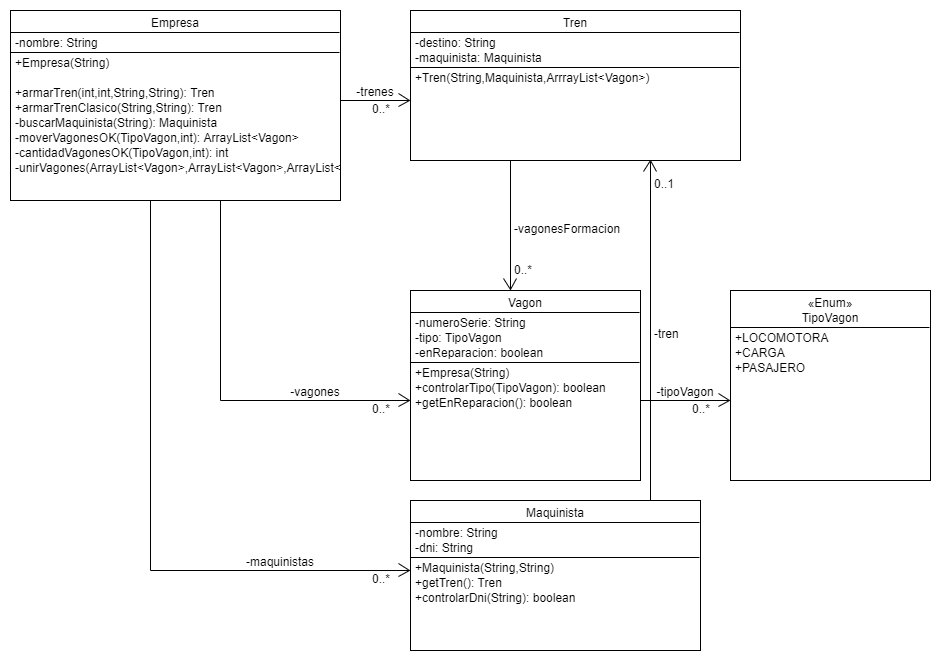 Empresa
-nombre: String
+Empresa(String)
+armarTren(int,int,String,String): Tren
+armarTrenClasico(String,String): Tren
-buscarMaquinista(String): Maquinista
-moverVagonesOK(TipoVagon,int): ArrayList<Vagon>
-cantidadVagonesOK(TipoVagon,int): int
-unirVagones(ArrayList<Vagon>,ArrayList<Vagon>,ArrayList<
-trenes
0..*
Tren
-destino: String
-maquinista: Maquinista
+Tren(String,Maquinista,ArrrayList<Vagon>)
0..1
-vagonesFormacion
0..*
-tren
Vagon
-numeroSerie: String
-tipo: TipoVagon
-enReparacion: boolean
+Empresa(String)
+controlarTipo(TipoVagon): boolean
+getEnReparacion(): boolean
-vagones
0..*
-tipoVagon
0..*
«Enum»
TipoVagon
+LOCOMOTORA
+CARGA
+PASAJERO
-maquinistas
0..*
Maquinista
-nombre: String
-dni: String
+Maquinista(String,String)
+getTren(): Tren
+controlarDni(String): boolean